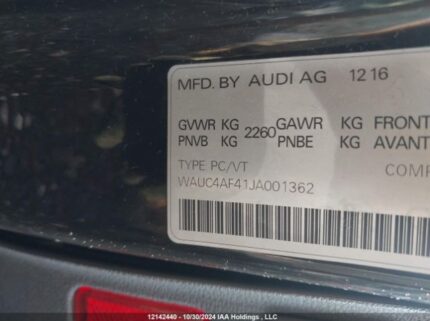 MFD. BY AUDI AG 12 16
GVWR KG 2260 GAWR KG FRONT
PNVB KG PNBE KG AVANT
TYPE PC/VT COMP
WAUC4AF41JA001362
12142440 - 10/30/2024 IAA Holdings , LLC